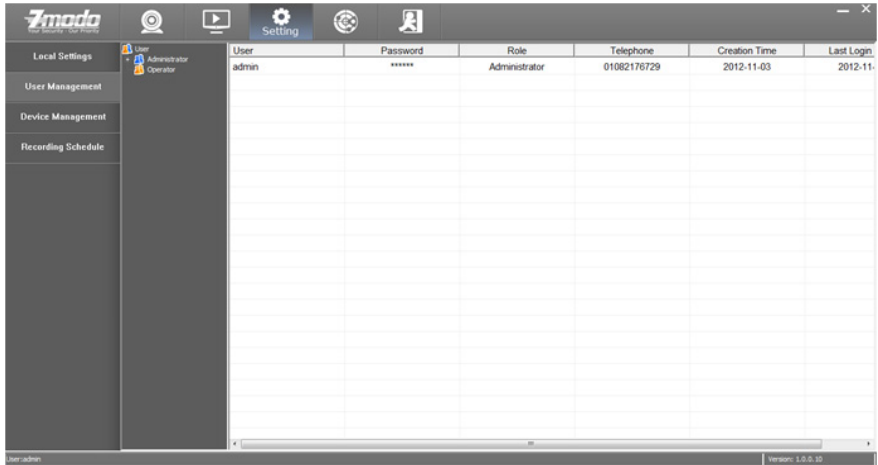 Zmodo
Your Security · Our Priority
Setting
Local Settings
User Management
Device Management
Recording Schedule
User
Administrator
Operator
User Password Role Telephone Creation Time Last Login
admin ****** Administrator 01082176729 2012-11-03 2012-11-
User:admin
Version: 1.0.0.10